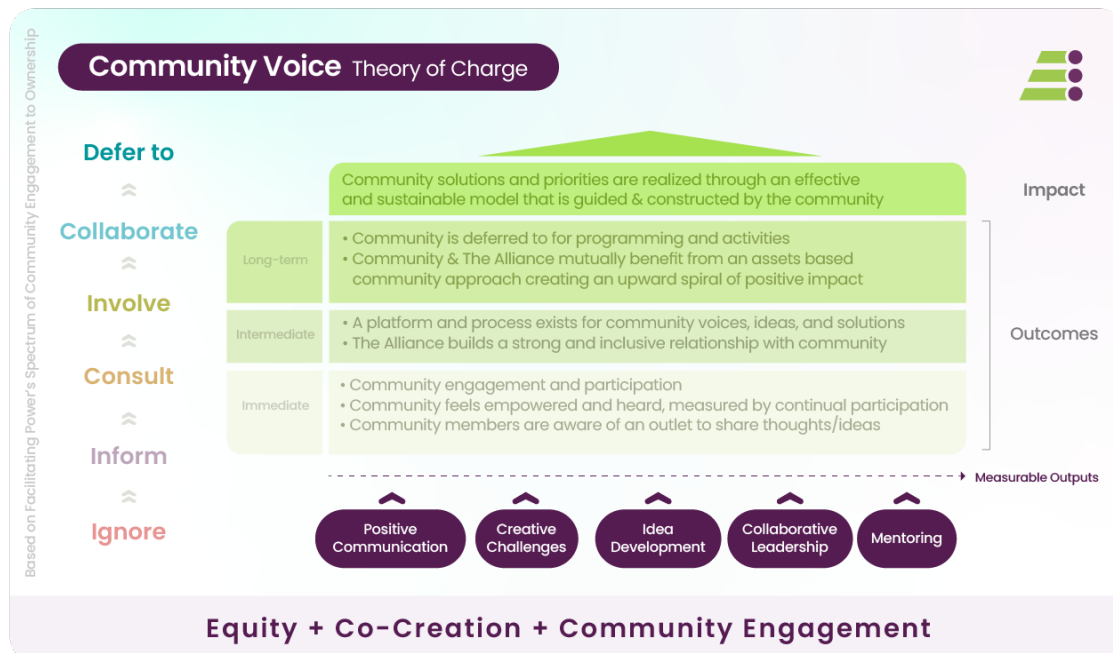 Community Voice Theory of Charge
Based on Facilitating Power's Spectrum of Community Engagement to Ownership
Defer to
Collaborate
Involve
Consult
Inform
Ignore
Community solutions and priorities are realized through an effective
and sustainable model that is guided & constructed by the community
Impact
Long-term
• Community is deferred to for programming and activities
• Community & The Alliance mutually benefit from an assets based
community approach creating an upward spiral of positive impact
Intermediate
• A platform and process exists for community voices, ideas, and solutions
• The Alliance builds a strong and inclusive relationship with community
Outcomes
Immediate
• Community engagement and participation
• Community feels empowered and heard, measured by continual participation
• Community members are aware of an outlet to share thoughts/ideas
Measurable Outputs
Positive
Communication
Creative
Challenges
Idea
Development
Collaborative
Leadership
Mentoring
Equity + Co-Creation + Community Engagement